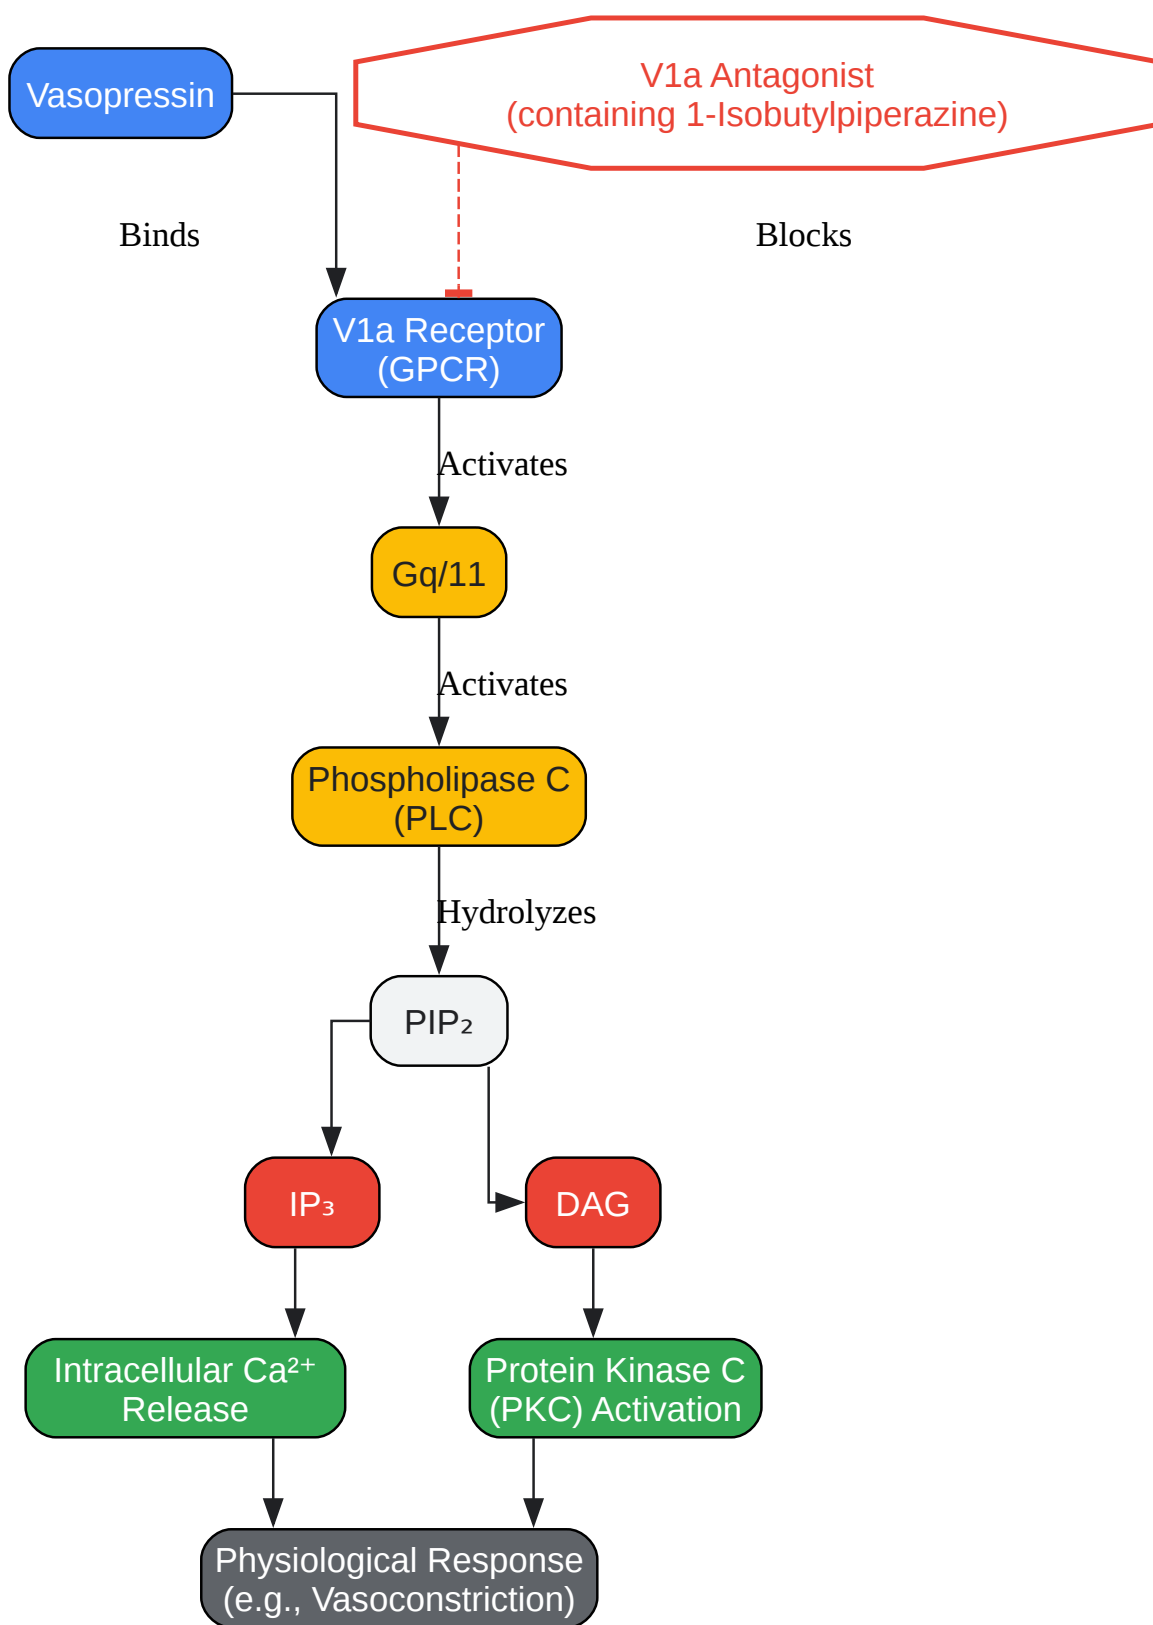 Vasopressin
V1a Antagonist
(containing 1-Isobutylpiperazine)
Binds
Blocks
V1a Receptor
(GPCR)
Activates
Gq/11
Activates
Phospholipase C
(PLC)
Hydrolyzes
PIP₂
IP₃
DAG
Intracellular Ca²⁺
Release
Protein Kinase C
(PKC) Activation
Physiological Response
(e.g., Vasoconstriction)